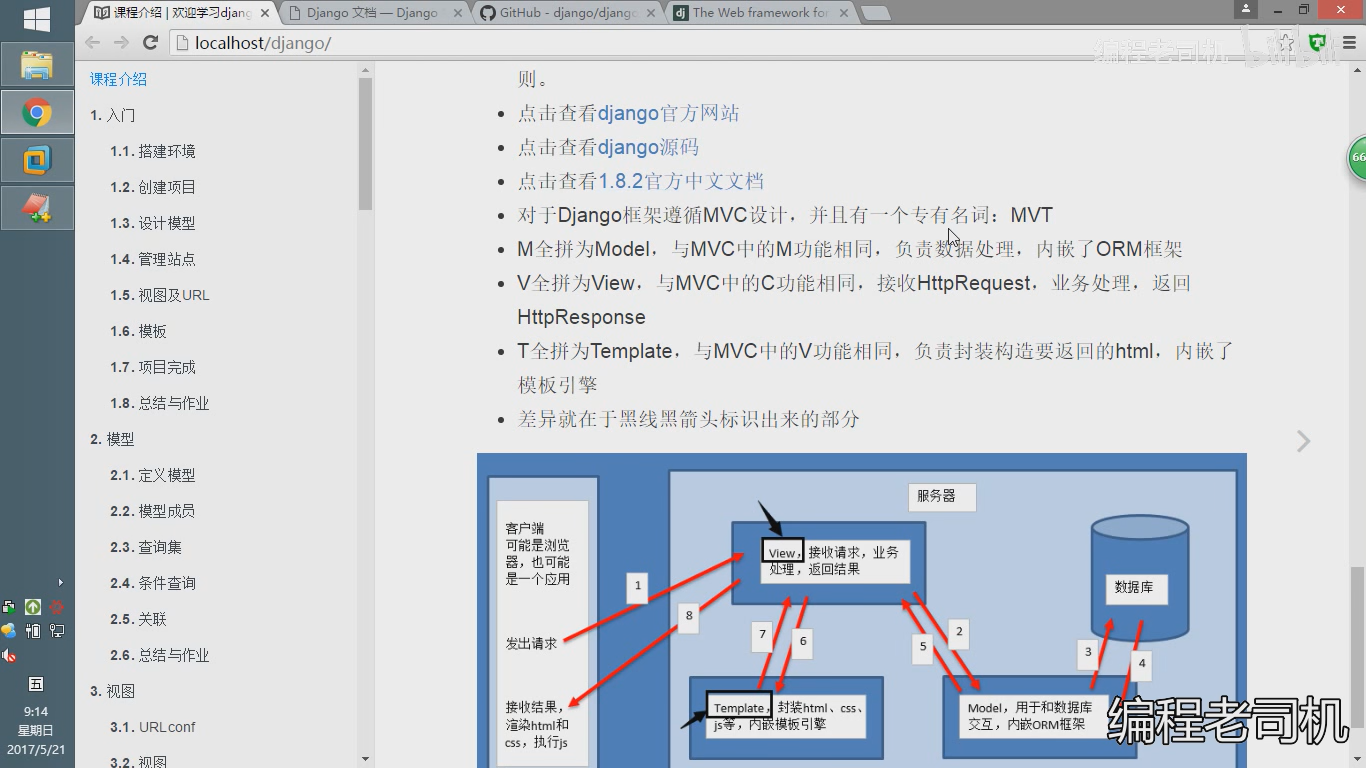 课程介绍 | 欢迎学习djang
Django 文档 — Django
GitHub - django/django
The Web framework for
localhost/django/
编程老司机 bilibili
课程介绍
1. 入门
1.1. 搭建环境
1.2. 创建项目
1.3. 设计模型
1.4. 管理站点
1.5. 视图及URL
1.6. 模板
1.7. 项目完成
1.8. 总结与作业
2. 模型
2.1. 定义模型
2.2. 模型成员
2.3. 查询集
2.4. 条件查询
2.5. 关联
2.6. 总结与作业
3. 视图
3.1. URLconf
3.2. 视图
则。
点击查看django官方网站
点击查看django源码
点击查看1.8.2官方中文文档
对于Django框架遵循MVC设计，并且有一个专有名词：MVT
M全拼为Model，与MVC中的M功能相同，负责数据处理，内嵌了ORM框架
V全拼为View，与MVC中的C功能相同，接收HttpRequest，业务处理，返回
HttpResponse
T全拼为Template，与MVC中的V功能相同，负责封装构造要返回的html，内嵌了
模板引擎
差异就在于黑线黑箭头标识出来的部分
服务器
客户端
可能是浏览
器，也可能
是一个应用
发出请求
接收结果，
渲染html和
css，执行js
View，接收请求，业务
处理，返回结果
数据库
1
8
7
6
5
2
3
4
Template，封装html、css、
js等，内嵌模板引擎
Model，用于和数据库
交互，内嵌ORM框架
编程老司机
66
五
9:14
星期日
2017/5/21